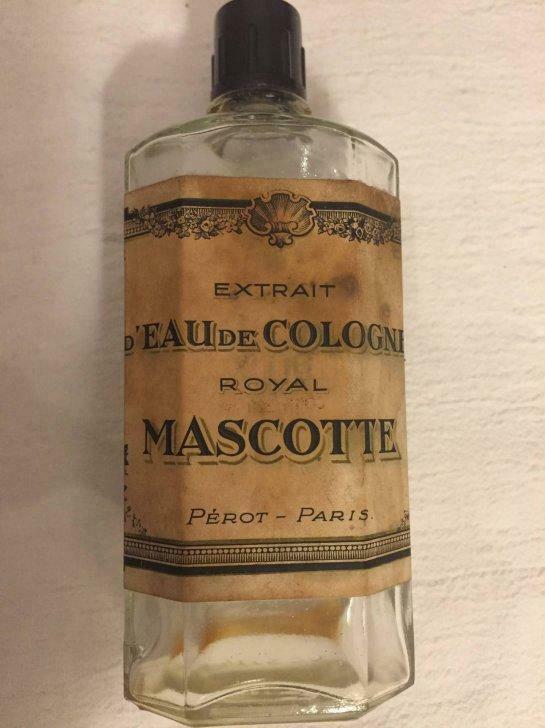 EXTRAIT
D'EAU DE COLOGNE
ROYAL
MASCOTTE
PÉROT - PARIS.